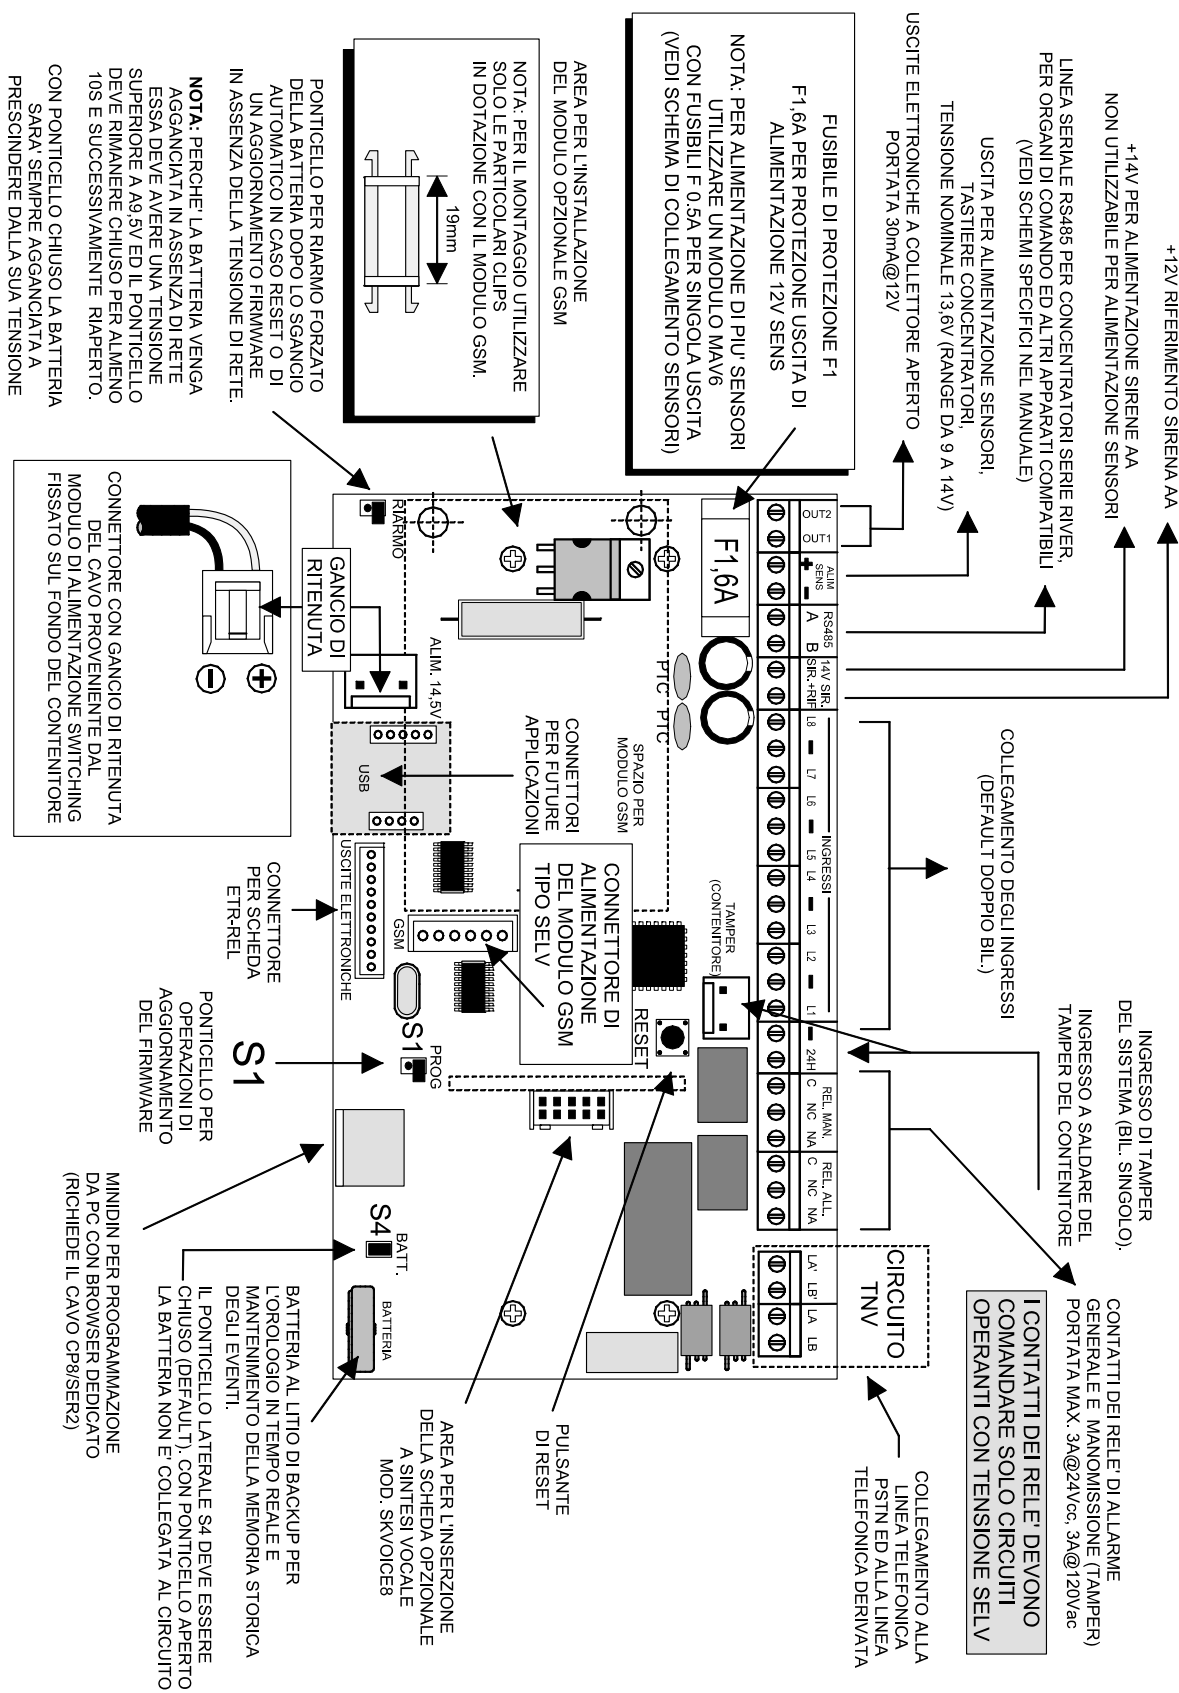 +12V RIFERIMENTO SIRENA AA
+14V PER ALIMENTAZIONE SIRENE AA
NON UTILIZZABILE PER ALIMENTAZIONE SENSORI
LINEA SERIALE RS485 PER CONCENTRATORI SERIE RIVER,
PER ORGANI DI COMANDO ED ALTRI APPARATI COMPATIBILI
(VEDI SCHEMI SPECIFICI NEL MANUALE)
USCITA PER ALIMENTAZIONE SENSORI,
TASTIERE CONCENTRATORI,
TENSIONE NOMINALE 13,6V (RANGE DA 9 A 14V)
USCITE ELETTRONICHE A COLLETTORE APERTO
PORTATA 30mA@12V
FUSIBILE DI PROTEZIONE F1
F1,6A PER PROTEZIONE USCITA DI
ALIMENTAZIONE 12V SENS
NOTA: PER ALIMENTAZIONE DI PIU' SENSORI
UTILIZZARE UN MODULO MAV6
CON FUSIBILI F 0.5A PER SINGOLA USCITA
(VEDI SCHEMA DI COLLEGAMENTO SENSORI)
AREA PER L'INSTALLAZIONE
DEL MODULO OPZIONALE GSM
NOTA: PER IL MONTAGGIO UTILIZZARE
SOLO LE PARTICOLARI CLIPS
IN DOTAZIONE CON IL MODULO GSM.
19mm
PONTICELLO PER RIARMO FORZATO
DELLA BATTERIA DOPO LO SGANCIO
AUTOMATICO IN CASO RESET O DI
UN AGGIORNAMENTO FIRMWARE
IN ASSENZA DELLA TENSIONE DI RETE.
NOTA: PERCHE' LA BATTERIA VENGA
AGGANCIATA IN ASSENZA DI RETE
ESSA DEVE AVERE UNA TENSIONE
SUPERIORE A A9,5V ED IL PONTICELLO
DEVE RIMANERE CHIUSO PER ALMENO
10S E SUCCESSIVAMENTE RIAPERTO.
CON PONTICELLO CHIUSO LA BATTERIA
SARA' SEMPRE AGGANCIATA A
PRESCINDERE DALLA SUA TENSIONE
COLLEGAMENTO DEGLI INGRESSI
(DEFAULT DOPPIO BIL.)
INGRESSO DI TAMPER
DEL SISTEMA (BIL. SINGOLO).
INGRESSO A SALDARE DEL
TAMPER DEL CONTENITORE
CONTATTI DEI RELE' DI ALLARME
GENERALE E MANOMISSIONE (TAMPER)
PORTATA MAX. 3A@24Vcc, 3A@120Vac
I CONTATTI DEI RELE' DEVONO
COMANDARE SOLO CIRCUITI
OPERANTI CON TENSIONE SELV
COLLEGAMENTO ALLA
LINEA TELEFONICA
PSTN ED ALLA LINEA
TELEFONICA DERIVATA
CIRCUITO
TNV
OUT2
OUT1
ALIM
SENS
+
-
RS485
A
B
14V SIR.
SIR.+RIF
L8
-
L7
L6
-
L5
INGRESSI
L4
-
L3
L2
-
L1
-
24H
REL. MAN.
C
NC
NA
REL. ALL.
C
NC
NA
LA'
LB'
LA
LB
F1,6A
PTC
PTC
TAMPER
(CONTENITORE)
SPAZIO PER
MODULO GSM
CONNETTORI
PER FUTURE
APPLICAZIONI
CONNETTORE DI
ALIMENTAZIONE
DEL MODULO GSM
TIPO SELV
RESET
RIARMO
GANCIO DI
RITENUTA
ALIM. 14,5V
USB
USCITE ELETTRONICHE
GSM
S1
PROG
S4
BATT.
BATTERIA
CONNETTORE CON GANCIO DI RITENUTA
DEL CAVO PROVENIENTE DAL
MODULO DI ALIMENTAZIONE SWITCHING
FISSATO SUL FONDO DEL CONTENITORE
+
-
CONNETTORE
PER SCHEDA
ETR-REL
PONTICELLO PER
OPERAZIONI DI
AGGIORNAMENTO
DEL FIRMWARE
S1
PULSANTE
DI RESET
AREA PER L'INSERZIONE
DELLA SCHEDA OPZIONALE
A SINTESI VOCALE
MOD. SKVOICE8
BATTERIA AL LITIO DI BACKUP PER
L'OROLOGIO IN TEMPO REALE E
MANTENIMENTO DELLA MEMORIA STORICA
DEGLI EVENTI.
IL PONTICELLO LATERALE S4 DEVE ESSERE
CHIUSO (DEFAULT). CON PONTICELLO APERTO
LA BATTERIA NON E' COLLEGATA AL CIRCUITO
MINIDIN PER PROGRAMMAZIONE
DA PC CON BROWSER DEDICATO
(RICHIEDE IL CAVO CP8/SER2)